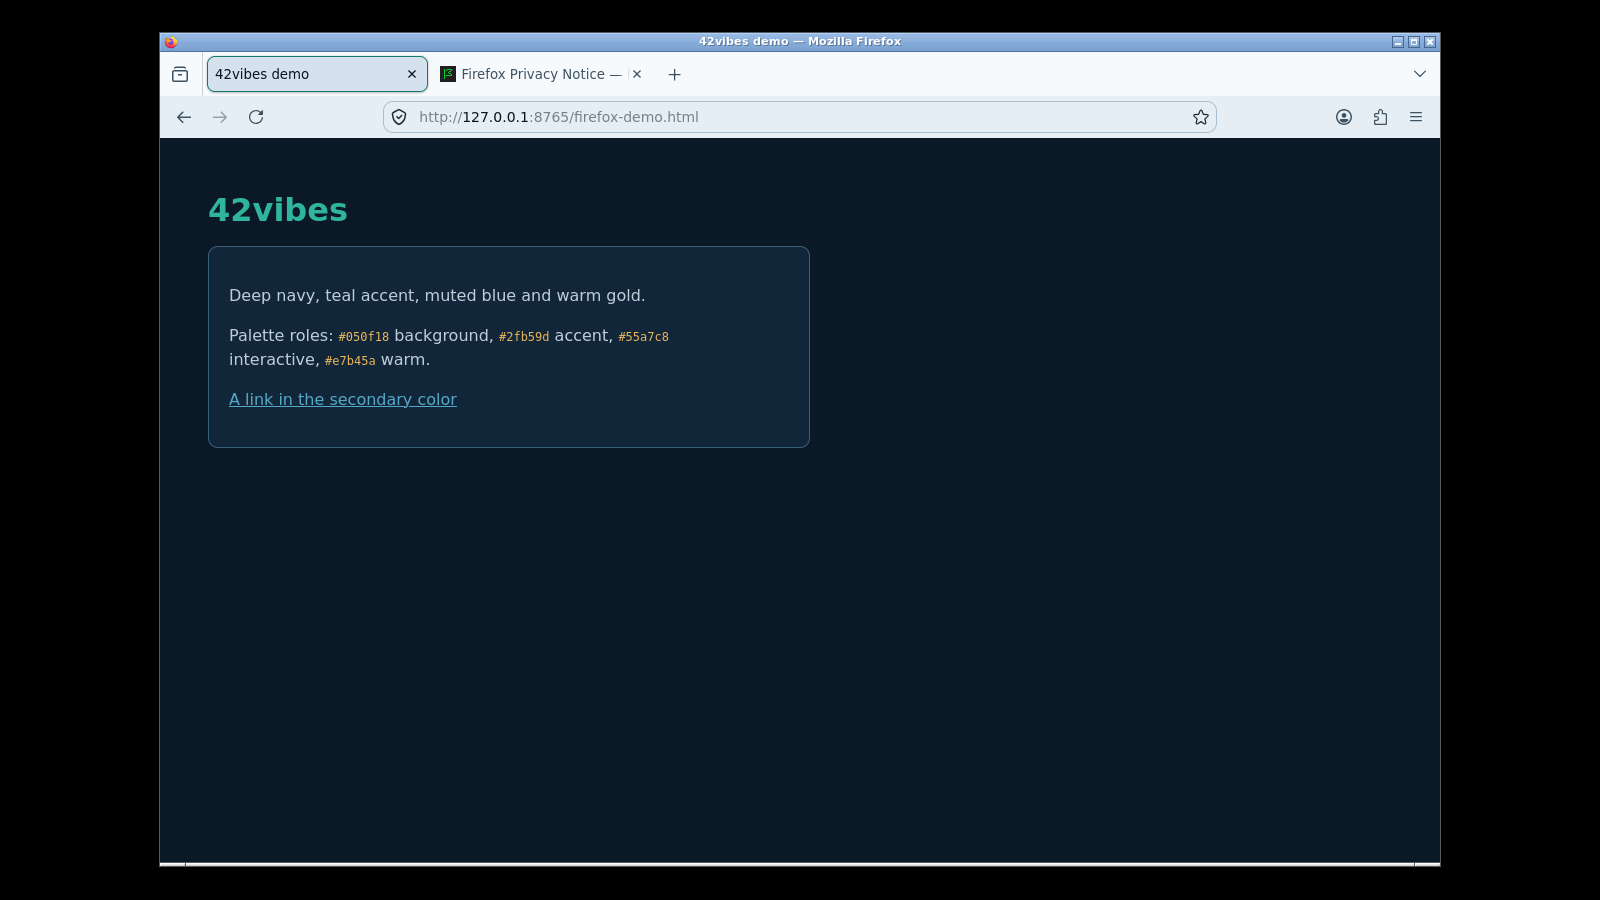 42vibes demo — Mozilla Firefox
42vibes demo
Firefox Privacy Notice —
http://127.0.0.1:8765/firefox-demo.html
42vibes
Deep navy, teal accent, muted blue and warm gold.
Palette roles: #050f18 background, #2fb59d accent, #55a7c8
interactive, #e7b45a warm.
A link in the secondary color